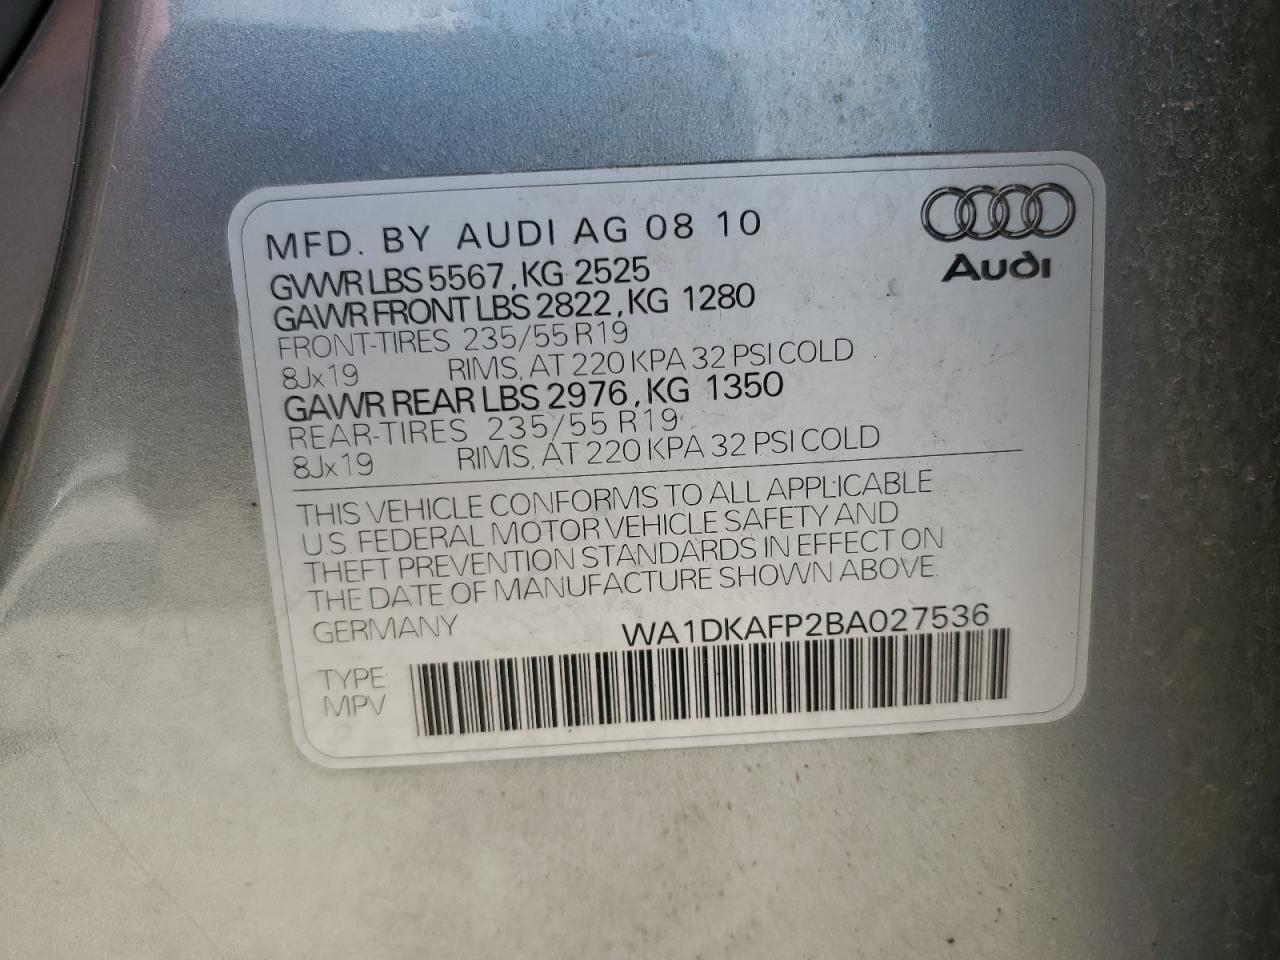 MFD. BY AUDI AG 08 10
Audi
GVWR LBS 5567, KG 2525
GAWR FRONT LBS 2822, KG 1280
FRONT-TIRES 235/55 R19
8Jx19 RIMS, AT 220 KPA 32 PSI COLD
GAWR REAR LBS 2976, KG 1350
REAR-TIRES 235/55 R19
8Jx19 RIMS, AT 220 KPA 32 PSI COLD
THIS VEHICLE CONFORMS TO ALL APPLICABLE
U.S. FEDERAL MOTOR VEHICLE SAFETY AND
THEFT PREVENTION STANDARDS IN EFFECT ON
THE DATE OF MANUFACTURE SHOWN ABOVE.
GERMANY WA1DKAFP2BA027536
TYPE
MPV